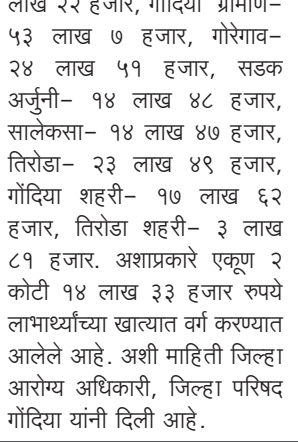 लाख २२ हजार, गोंदिया ग्रामीण–
५३ लाख ७ हजार, गोरेगाव–
२४ लाख ५१ हजार, सडक
अर्जुनी– १४ लाख ४८ हजार,
सालेकसा– १४ लाख ४७ हजार,
तिरोडा– २३ लाख ४९ हजार,
गोंदिया शहरी– १७ लाख ६२
हजार, तिरोडा शहरी– ३ लाख
८१ हजार. अशाप्रकारे एकूण २
कोटी १४ लाख ३३ हजार रुपये
लाभार्थ्यांच्या खात्यात वर्ग करण्यात
आलेले आहे. अशी माहिती जिल्हा
आरोग्य अधिकारी, जिल्हा परिषद
गोंदिया यांनी दिली आहे.